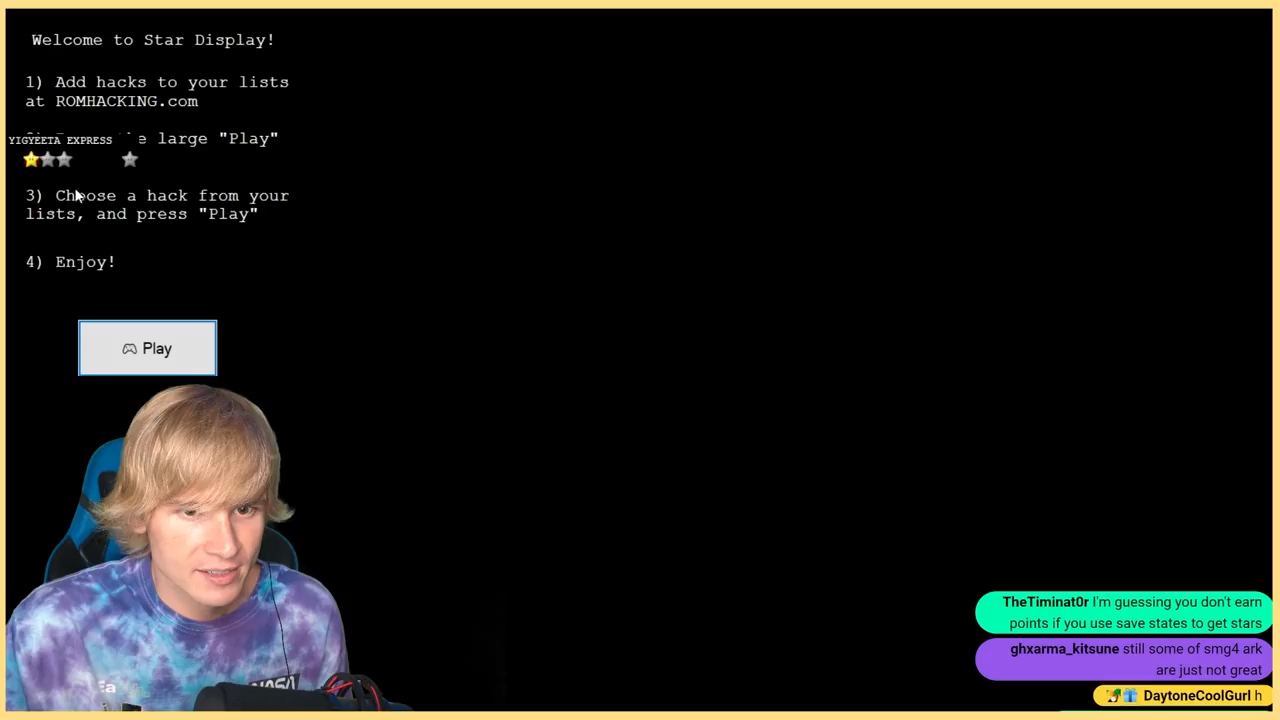 Welcome to Star Display!
1) Add hacks to your lists
at ROMHACKING.com
large "Play"
YIGYEETA EXPRESS
3) Choose a hack from your
lists, and press "Play"
4) Enjoy!
Play
NASA
TheTiminat0r I'm guessing you don't earn
points if you use save states to get stars
ghxarma_kitsune still some of smg4 ark
are just not great
DaytoneCoolGurl h